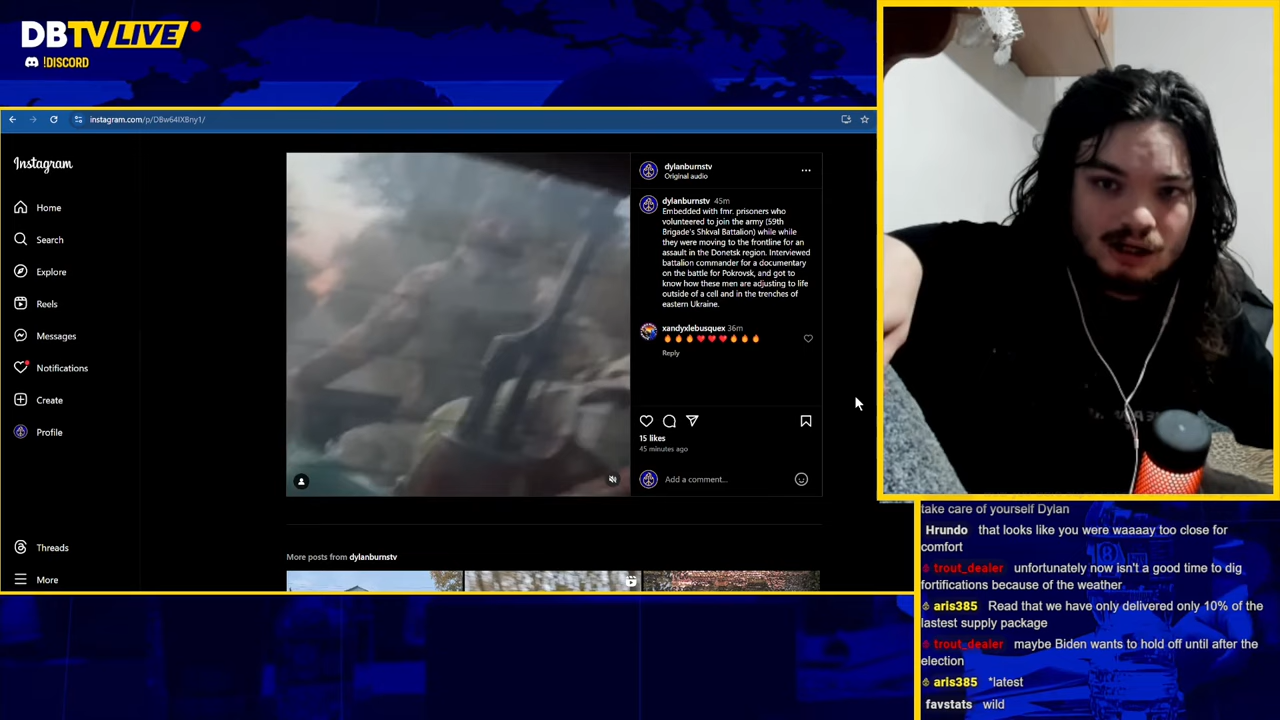 DBTV LIVE
!DISCORD
instagram.com/p/DBw64IXBny1/
Instagram
Home
Search
Explore
Reels
Messages
Notifications
Create
Profile
Threads
More
dylanburnstv
Original audio
dylanburnstv 45m
Embedded with fmr. prisoners who
volunteered to join the army (59th
Brigade's Shkval Battalion) while while
they were moving to the frontline for an
assault in the Donetsk region. Interviewed
battalion commander for a documentary
on the battle for Pokrovsk, and got to
know how these men are adjusting to life
outside of a cell and in the trenches of
eastern Ukraine.
xandyxlebusquex 36m
🔥🔥🔥❤️❤️❤️🔥🔥🔥
Reply
15 likes
45 minutes ago
Add a comment...
More posts from dylanburnstv
take care of yourself Dylan
Hrundo that looks like you were waaaay too close for
comfort
trout_dealer unfortunately now isn't a good time to dig
fortifications because of the weather
aris385 Read that we have only delivered only 10% of the
lastest supply package
trout_dealer maybe Biden wants to hold off until after the
election
aris385 *latest
favstats wild